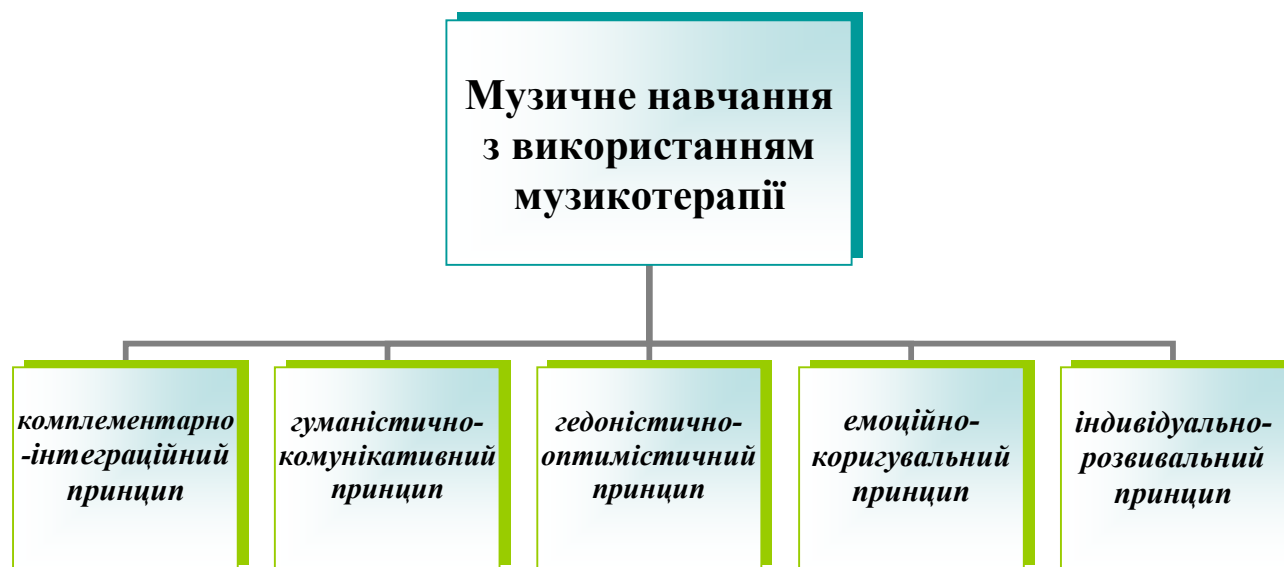 Музичне навчання
з використанням
музикотерапії
комплементарно
-інтеграційний
принцип
гуманістично-
комунікативний
принцип
гедоністично-
оптимістичний
принцип
емоційно-
коригувальний
принцип
індивідуально-
розвивальний
принцип